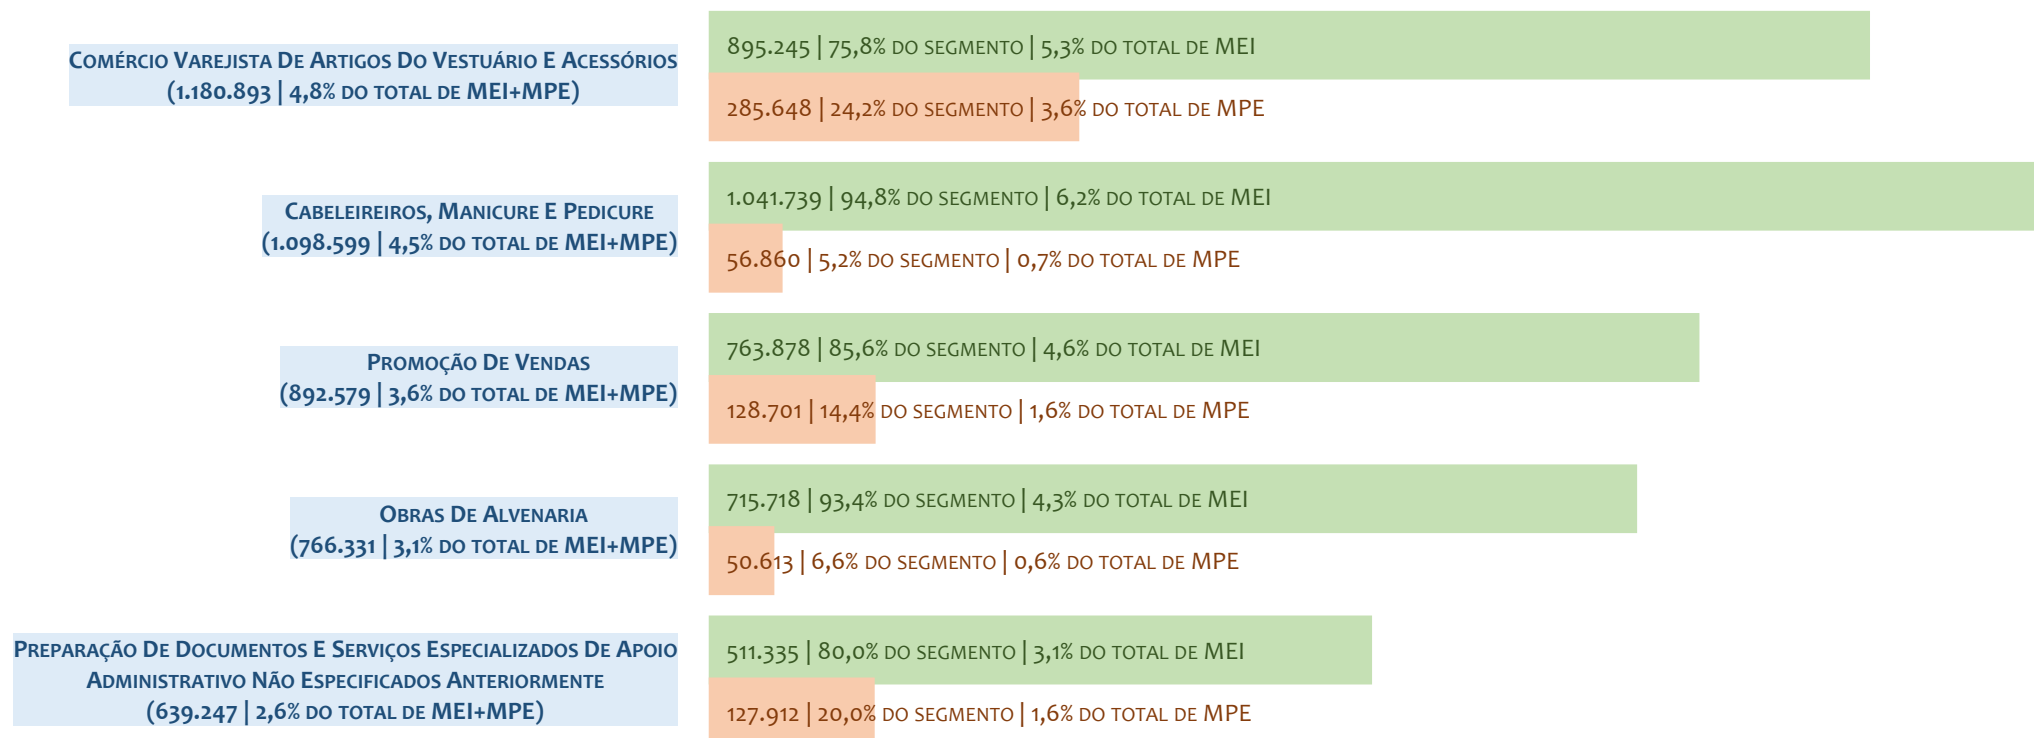 Comércio Varejista De Artigos Do Vestuário E Acessórios
(1.180.893 | 4,8% do total de MEI+MPE)
895.245 | 75,8% do segmento | 5,3% do total de MEI
285.648 | 24,2% do segmento | 3,6% do total de MPE
Cabeleireiros, Manicure E Pedicure
(1.098.599 | 4,5% do total de MEI+MPE)
1.041.739 | 94,8% do segmento | 6,2% do total de MEI
56.860 | 5,2% do segmento | 0,7% do total de MPE
Promoção De Vendas
(892.579 | 3,6% do total de MEI+MPE)
763.878 | 85,6% do segmento | 4,6% do total de MEI
128.701 | 14,4% do segmento | 1,6% do total de MPE
Obras De Alvenaria
(766.331 | 3,1% do total de MEI+MPE)
715.718 | 93,4% do segmento | 4,3% do total de MEI
50.613 | 6,6% do segmento | 0,6% do total de MPE
Preparação De Documentos E Serviços Especializados De Apoio
Administrativo Não Especificados Anteriormente
(639.247 | 2,6% do total de MEI+MPE)
511.335 | 80,0% do segmento | 3,1% do total de MEI
127.912 | 20,0% do segmento | 1,6% do total de MPE